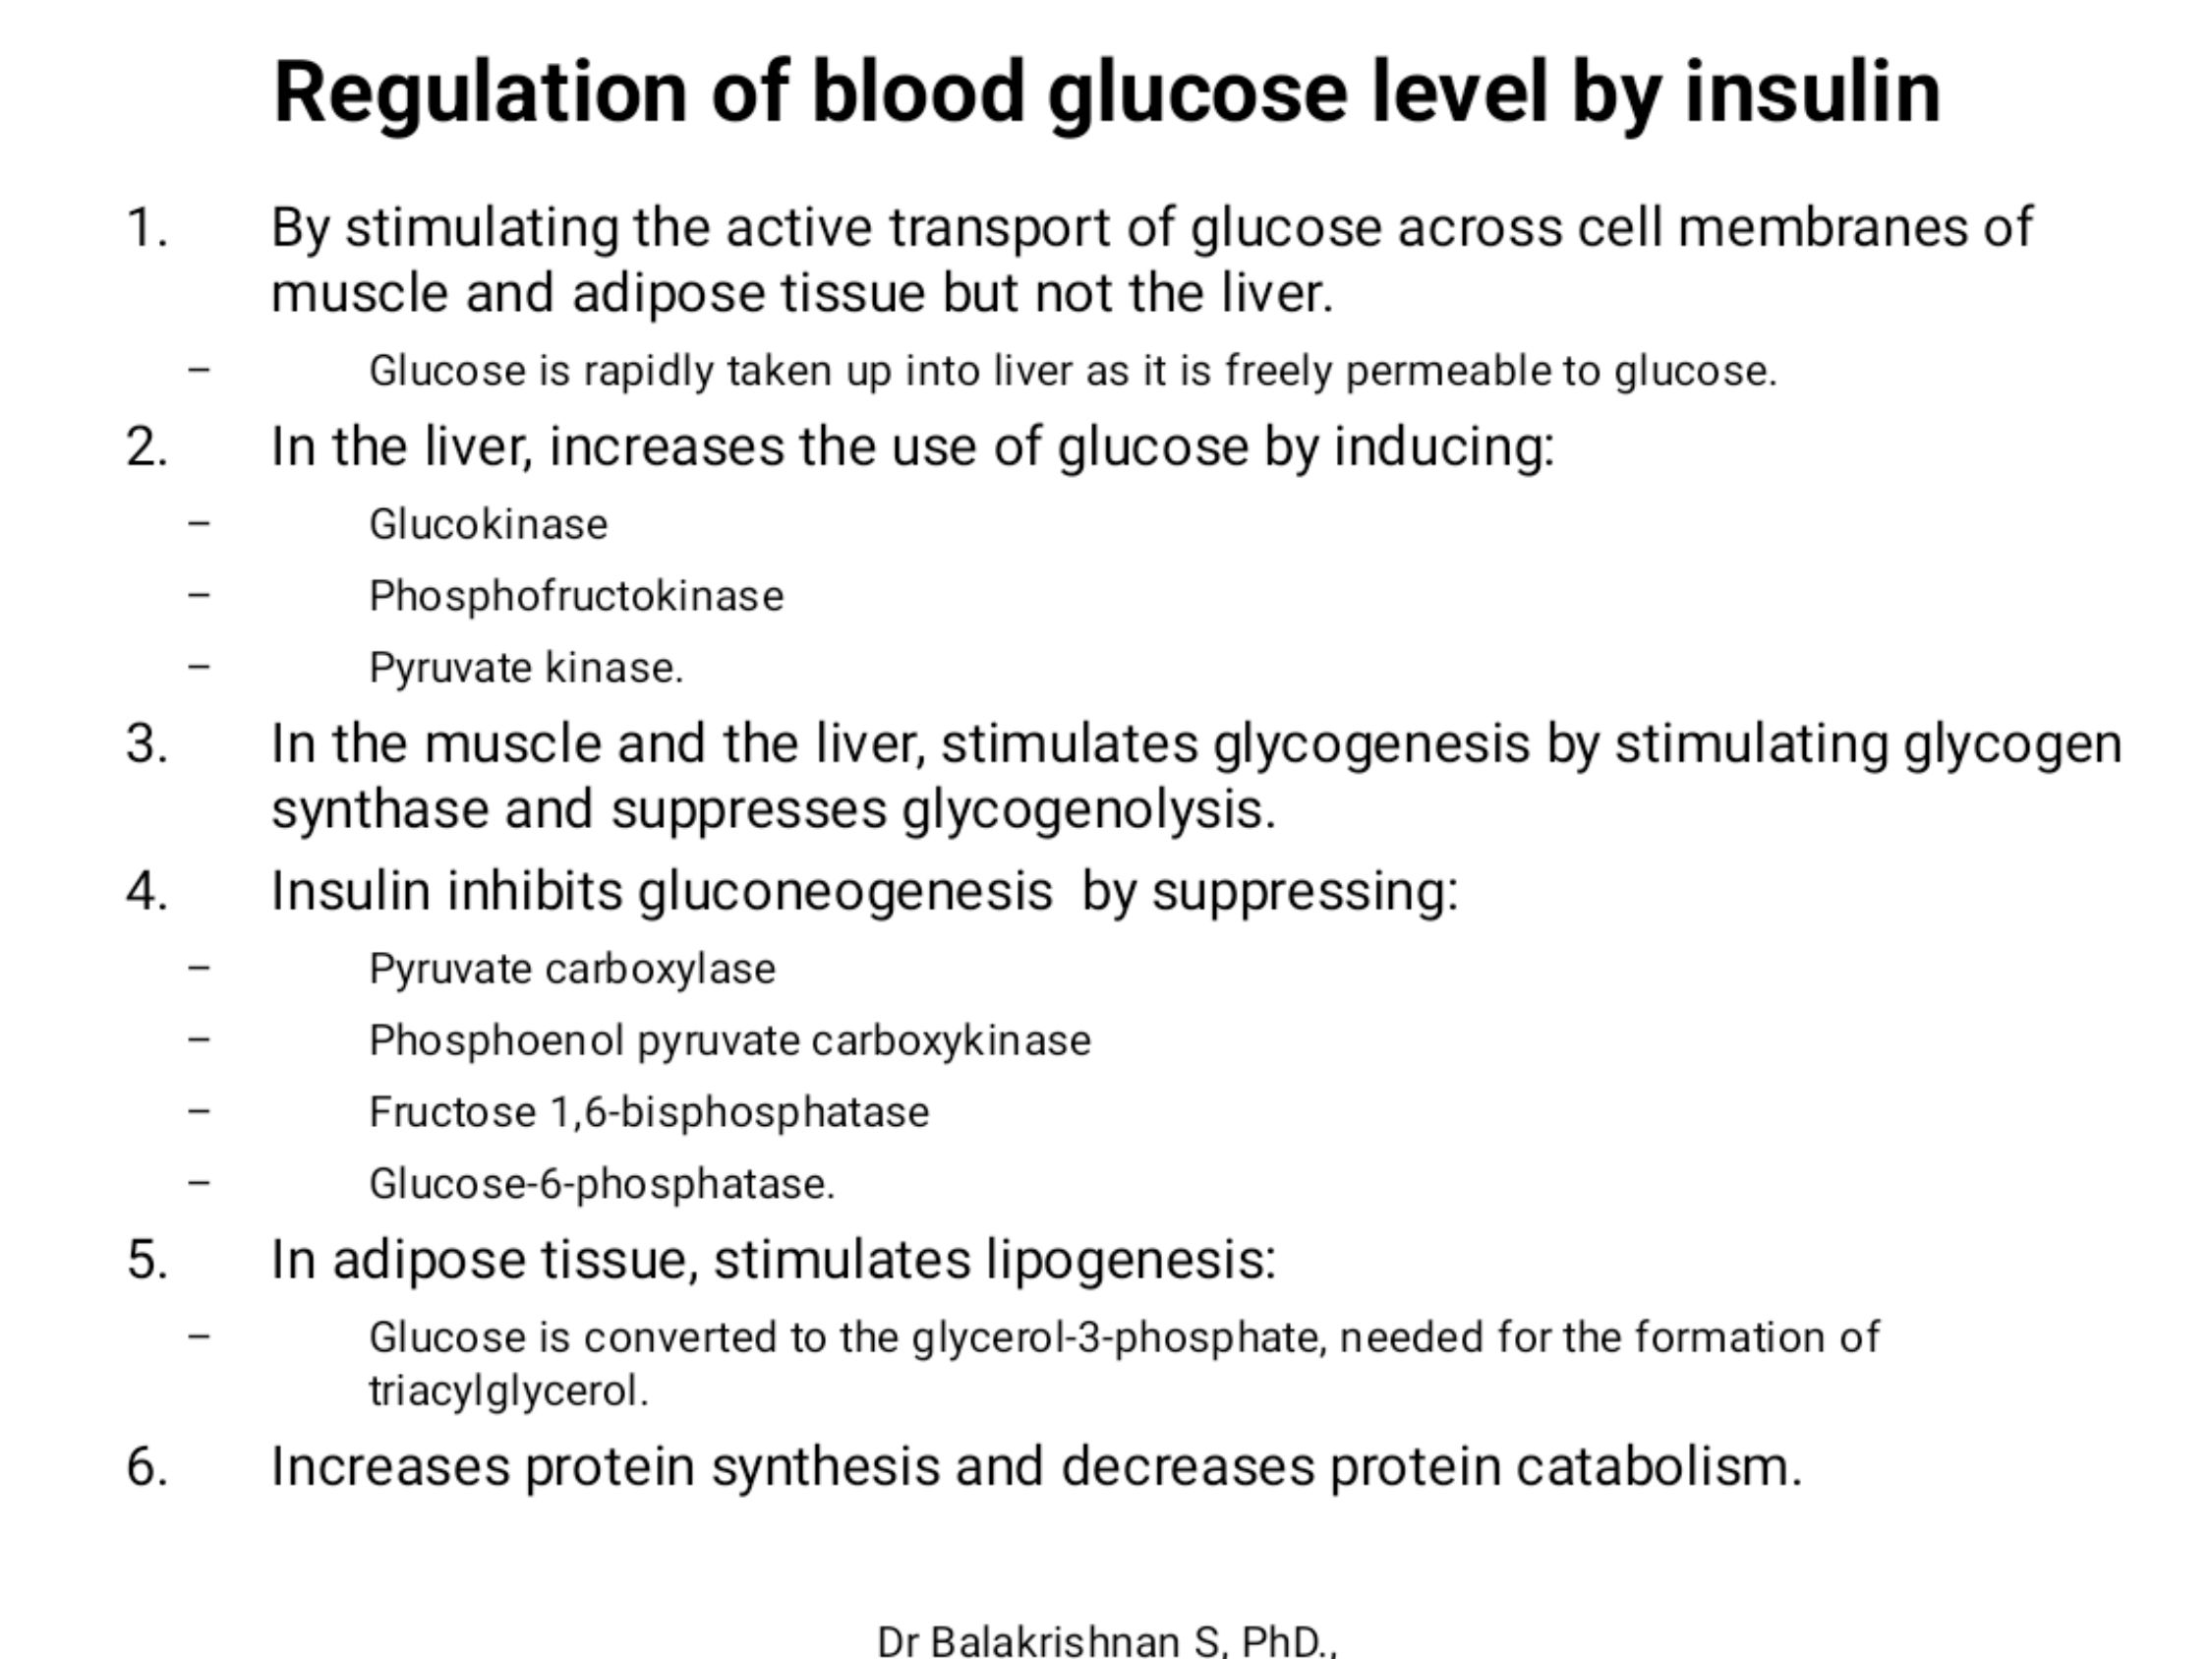 Regulation of blood glucose level by insulin
1. By stimulating the active transport of glucose across cell membranes of
muscle and adipose tissue but not the liver.
– Glucose is rapidly taken up into liver as it is freely permeable to glucose.
2. In the liver, increases the use of glucose by inducing:
– Glucokinase
– Phosphofructokinase
– Pyruvate kinase.
3. In the muscle and the liver, stimulates glycogenesis by stimulating glycogen
synthase and suppresses glycogenolysis.
4. Insulin inhibits gluconeogenesis  by suppressing:
– Pyruvate carboxylase
– Phosphoenol pyruvate carboxykinase
– Fructose 1,6-bisphosphatase
– Glucose-6-phosphatase.
5. In adipose tissue, stimulates lipogenesis:
– Glucose is converted to the glycerol-3-phosphate, needed for the formation of
triacylglycerol.
6. Increases protein synthesis and decreases protein catabolism.
Dr Balakrishnan S, PhD.,